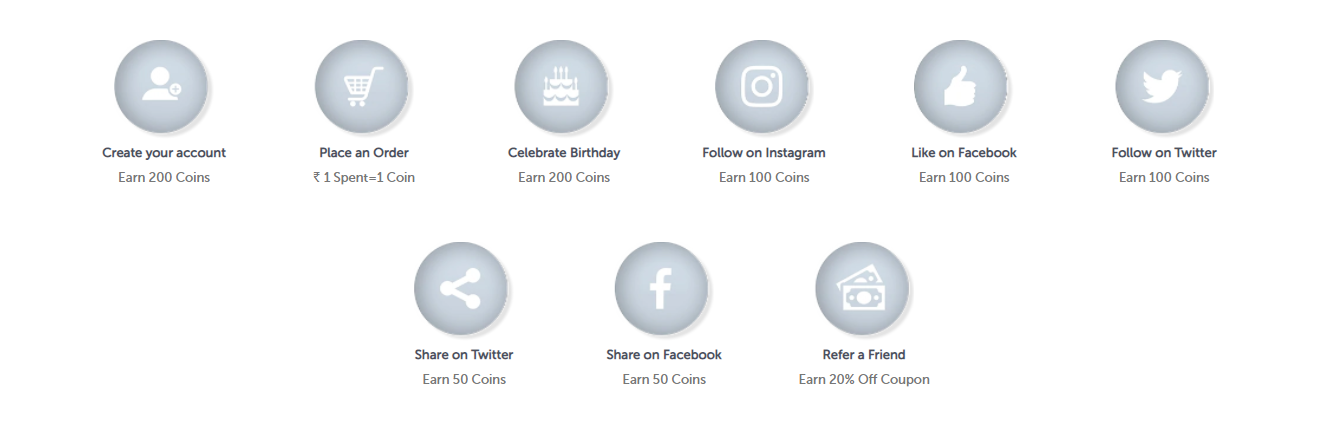 Create your account
Earn 200 Coins
Place an Order
₹ 1 Spent=1 Coin
Celebrate Birthday
Earn 200 Coins
Follow on Instagram
Earn 100 Coins
Like on Facebook
Earn 100 Coins
Follow on Twitter
Earn 100 Coins
Share on Twitter
Earn 50 Coins
Share on Facebook
Earn 50 Coins
Refer a Friend
Earn 20% Off Coupon